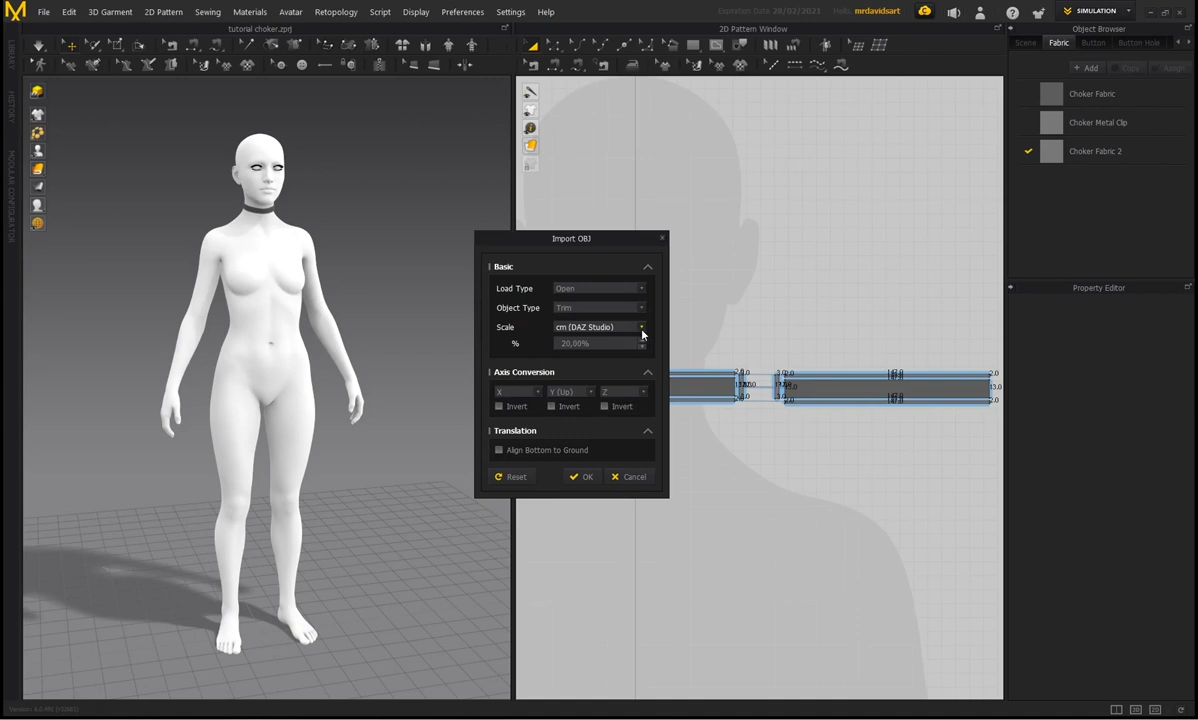 File Edit 3D Garment 2D Pattern Sewing Materials Avatar Retopology Script Display Preferences Settings Help
Expiration Date 28/02/2021 Hello, mrdavidsart SIMULATION
tutorial choker.zprj
2D Pattern Window
Object Browser
Scene Fabric Button Button Hole
+ Add Copy Assign
Choker Fabric
Choker Metal Clip
Choker Fabric 2
Property Editor
LIBRARY
HISTORY
MODULAR CONFIGURATOR
Import OBJ
Basic
Load Type Open
Object Type Trim
Scale cm (DAZ Studio)
% 20,00%
Axis Conversion
X Y (Up) Z
Invert Invert Invert
Translation
Align Bottom to Ground
Reset OK Cancel